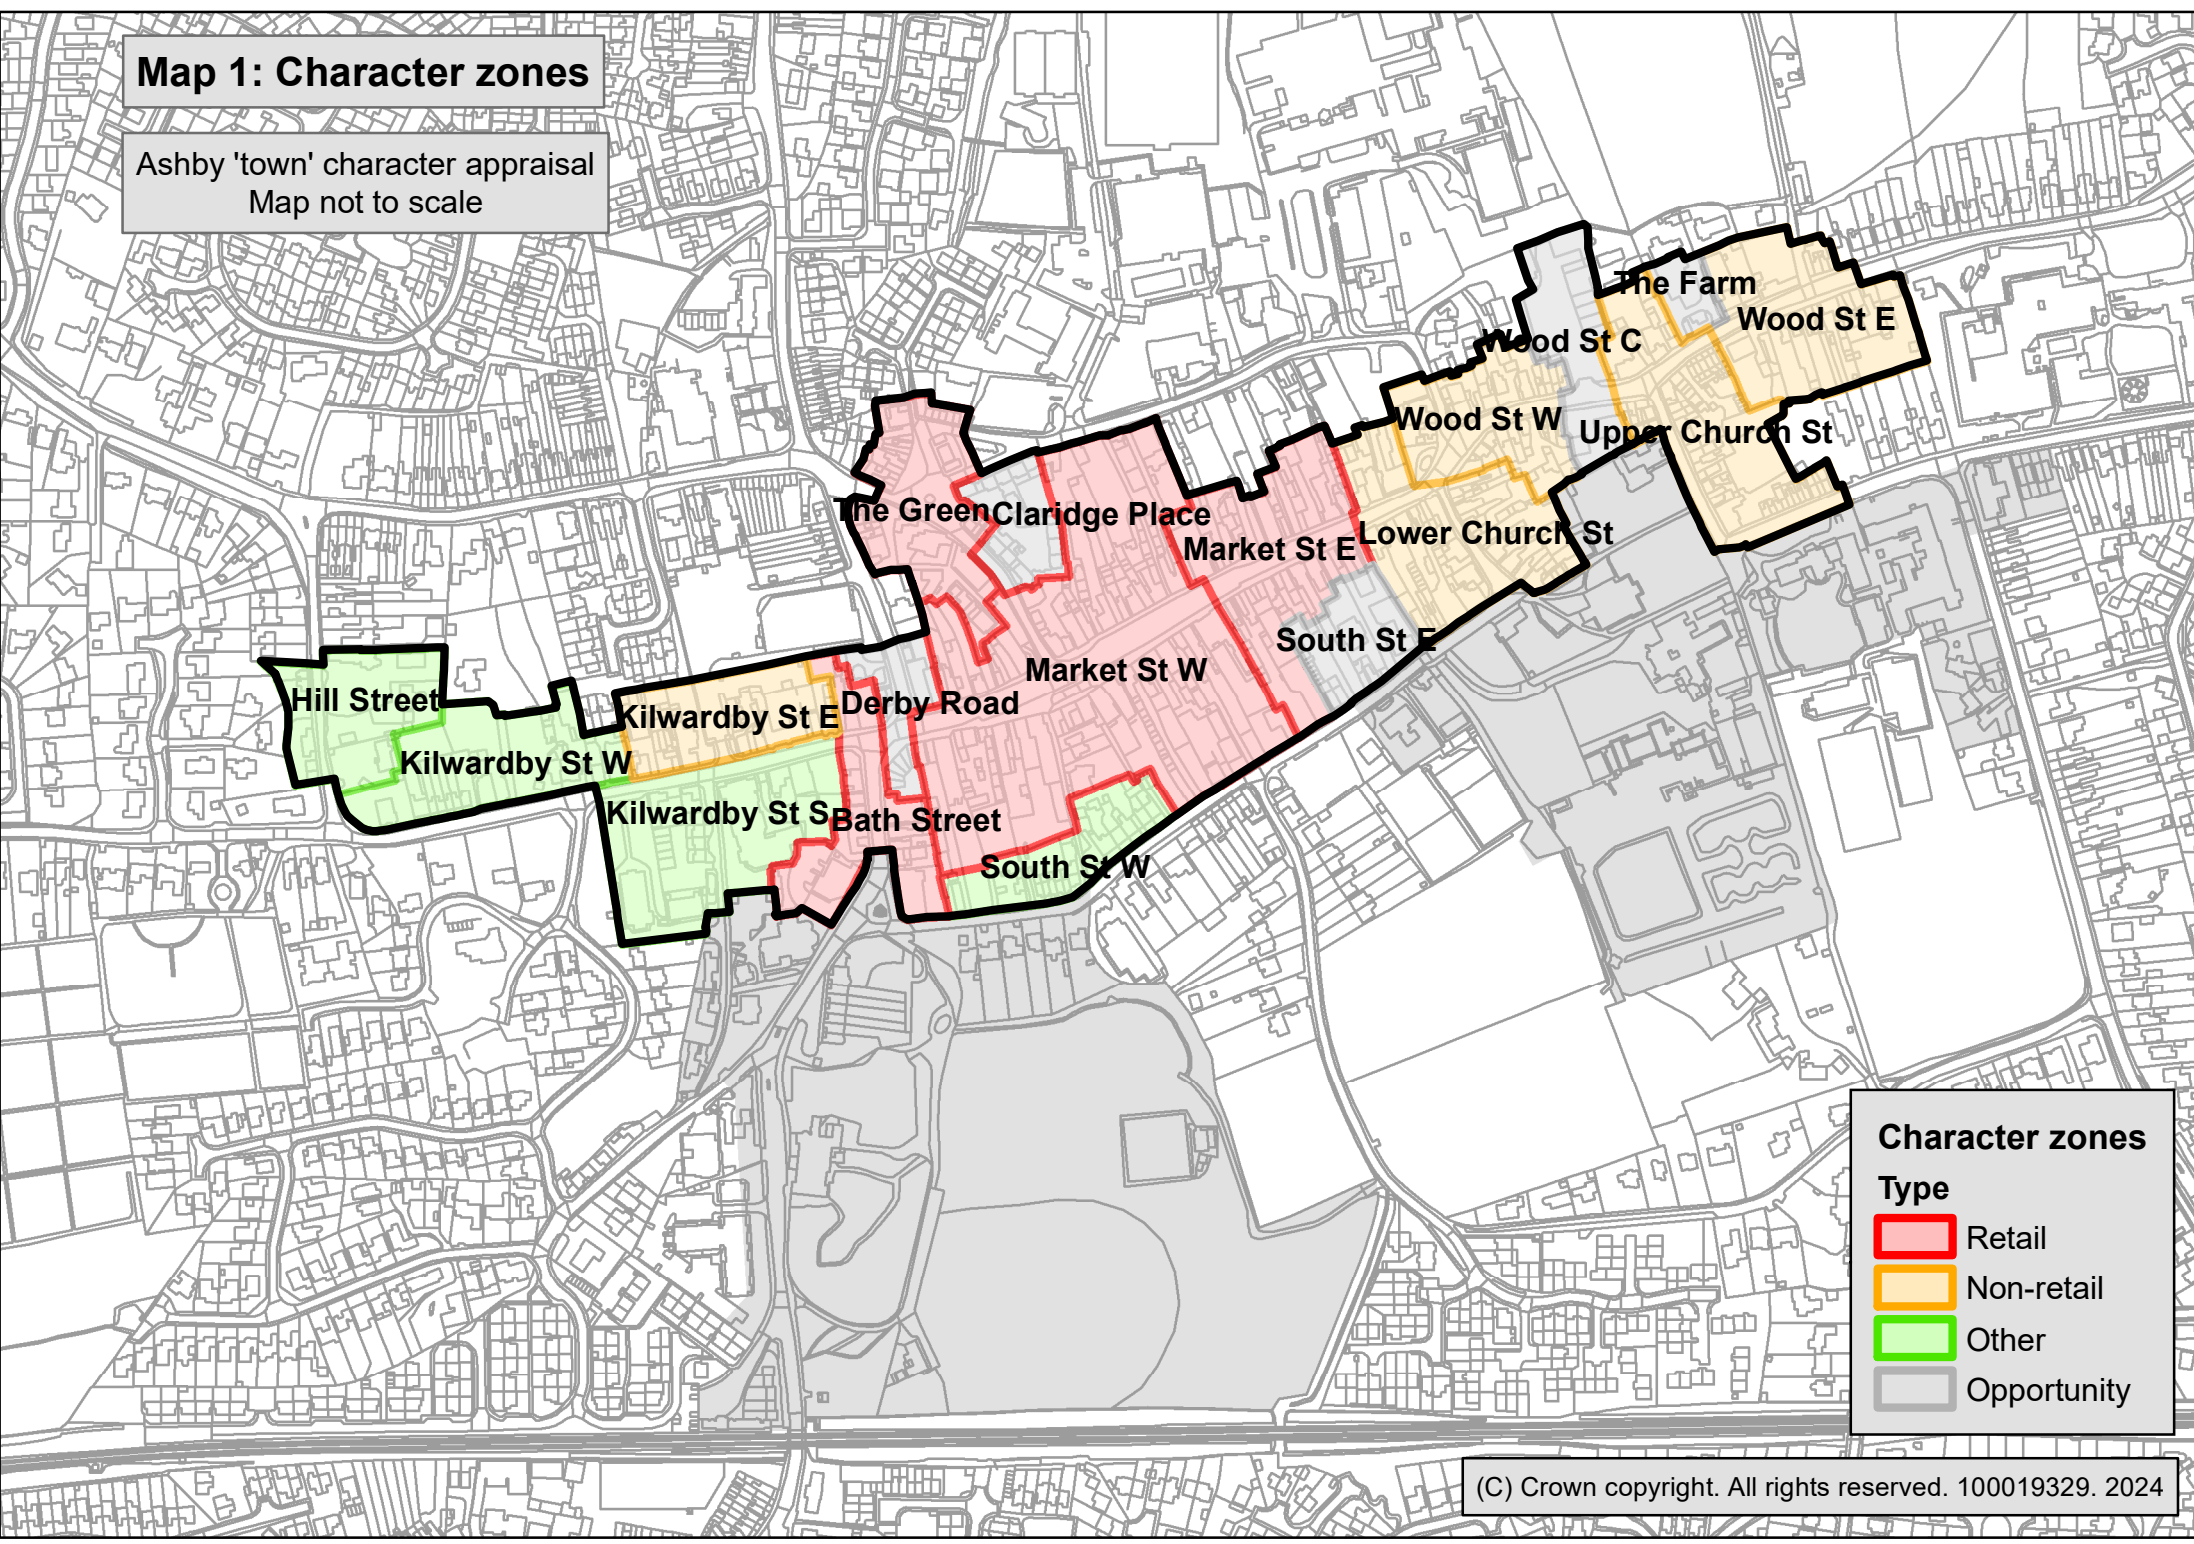 Map 1: Character zones
Ashby 'town' character appraisal
Map not to scale
The Farm
Wood St E
Wood St C
Wood St W
Upper Church St
The Green
Claridge Place
Market St E
Lower Church St
South St E
Market St W
Hill Street
Derby Road
Kilwardby St E
Kilwardby St W
Kilwardby St S
Bath Street
South St W
Character zones
Type
Retail
Non-retail
Other
Opportunity
(C) Crown copyright. All rights reserved. 100019329. 2024